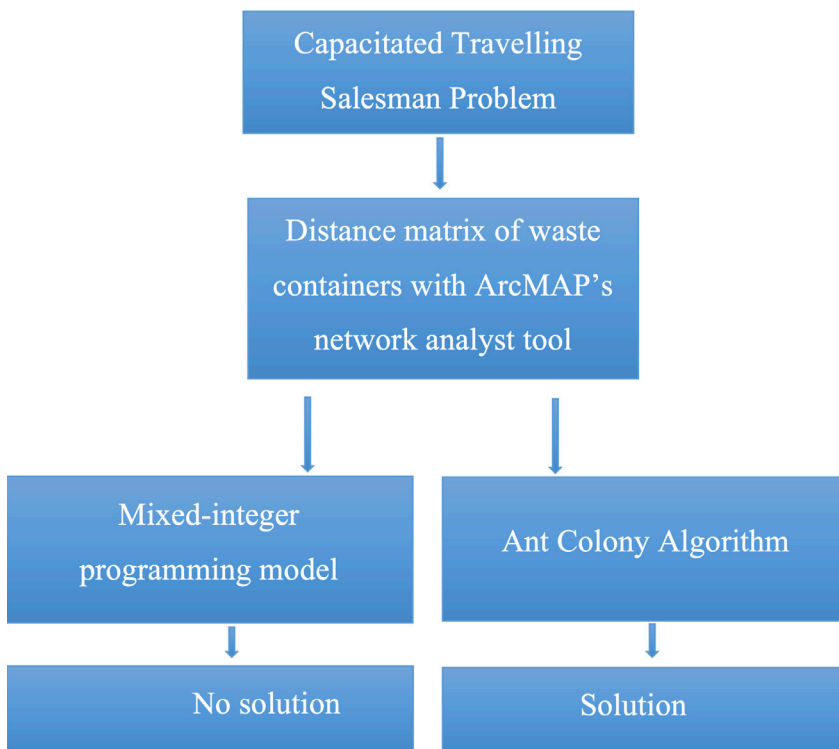 Capacitated Travelling
Salesman Problem
Distance matrix of waste
containers with ArcMAP’s
network analyst tool
Mixed-integer
programming model
Ant Colony Algorithm
No solution
Solution